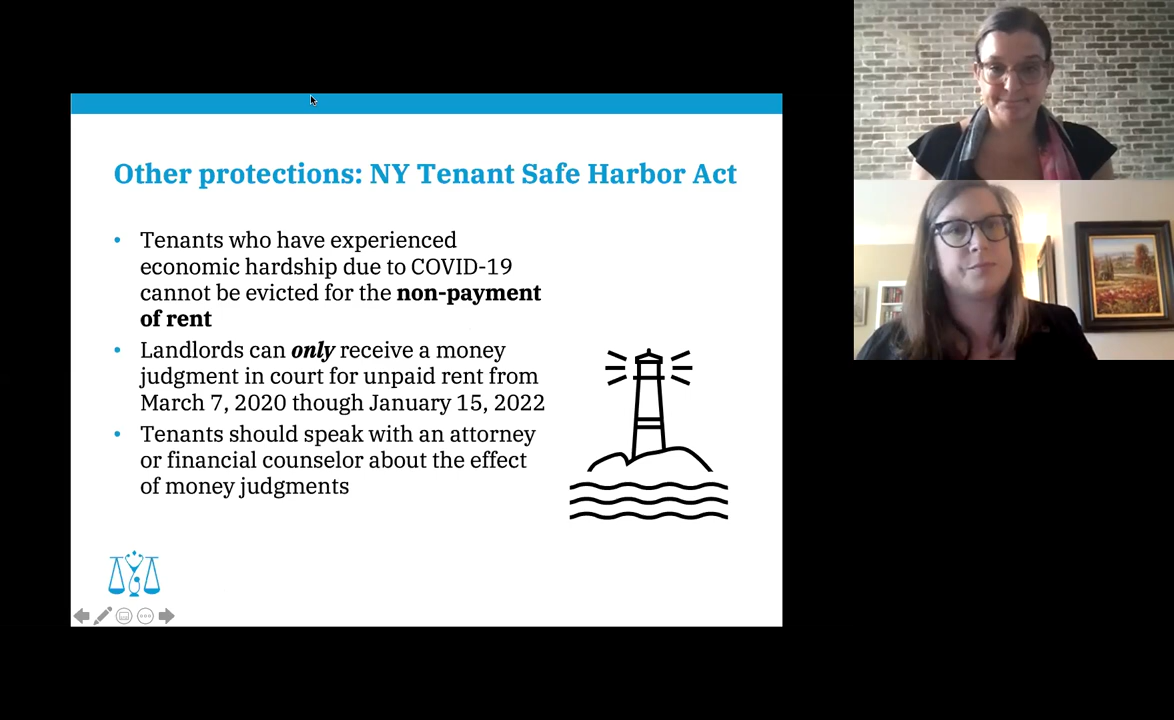 Other protections: NY Tenant Safe Harbor Act
• Tenants who have experienced
economic hardship due to COVID-19
cannot be evicted for the non-payment
of rent
• Landlords can only receive a money
judgment in court for unpaid rent from
March 7, 2020 though January 15, 2022
• Tenants should speak with an attorney
or financial counselor about the effect
of money judgments